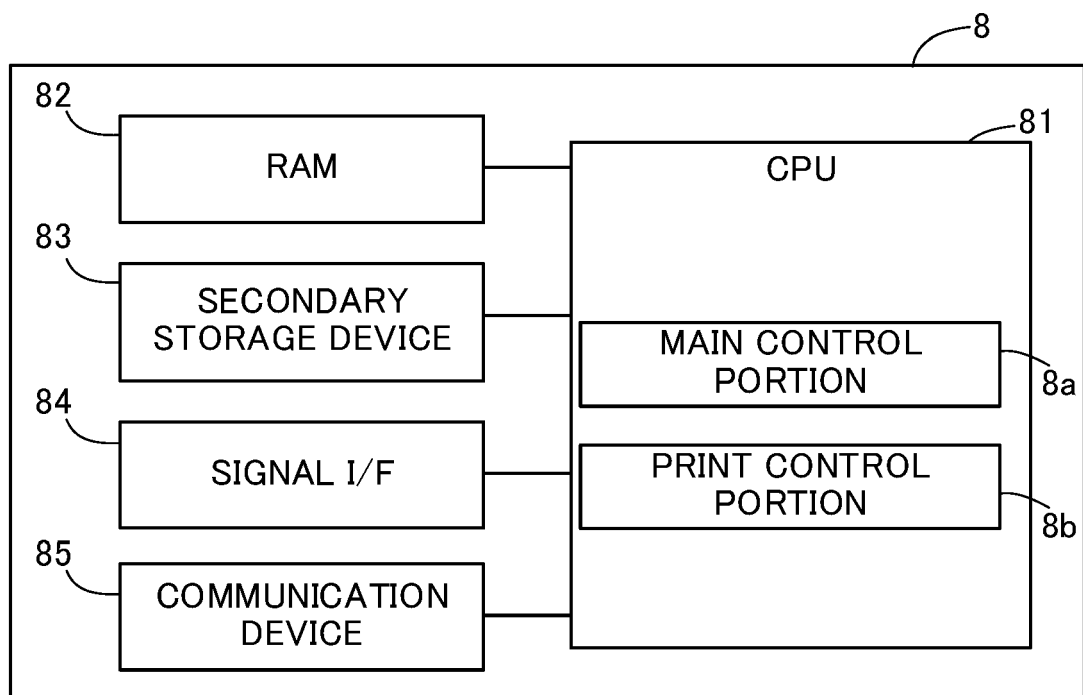 8
82
RAM
81
CPU
83
SECONDARY
STORAGE DEVICE
MAIN CONTROL
PORTION
8a
84
SIGNAL I/F
PRINT CONTROL
PORTION
8b
85
COMMUNICATION
DEVICE